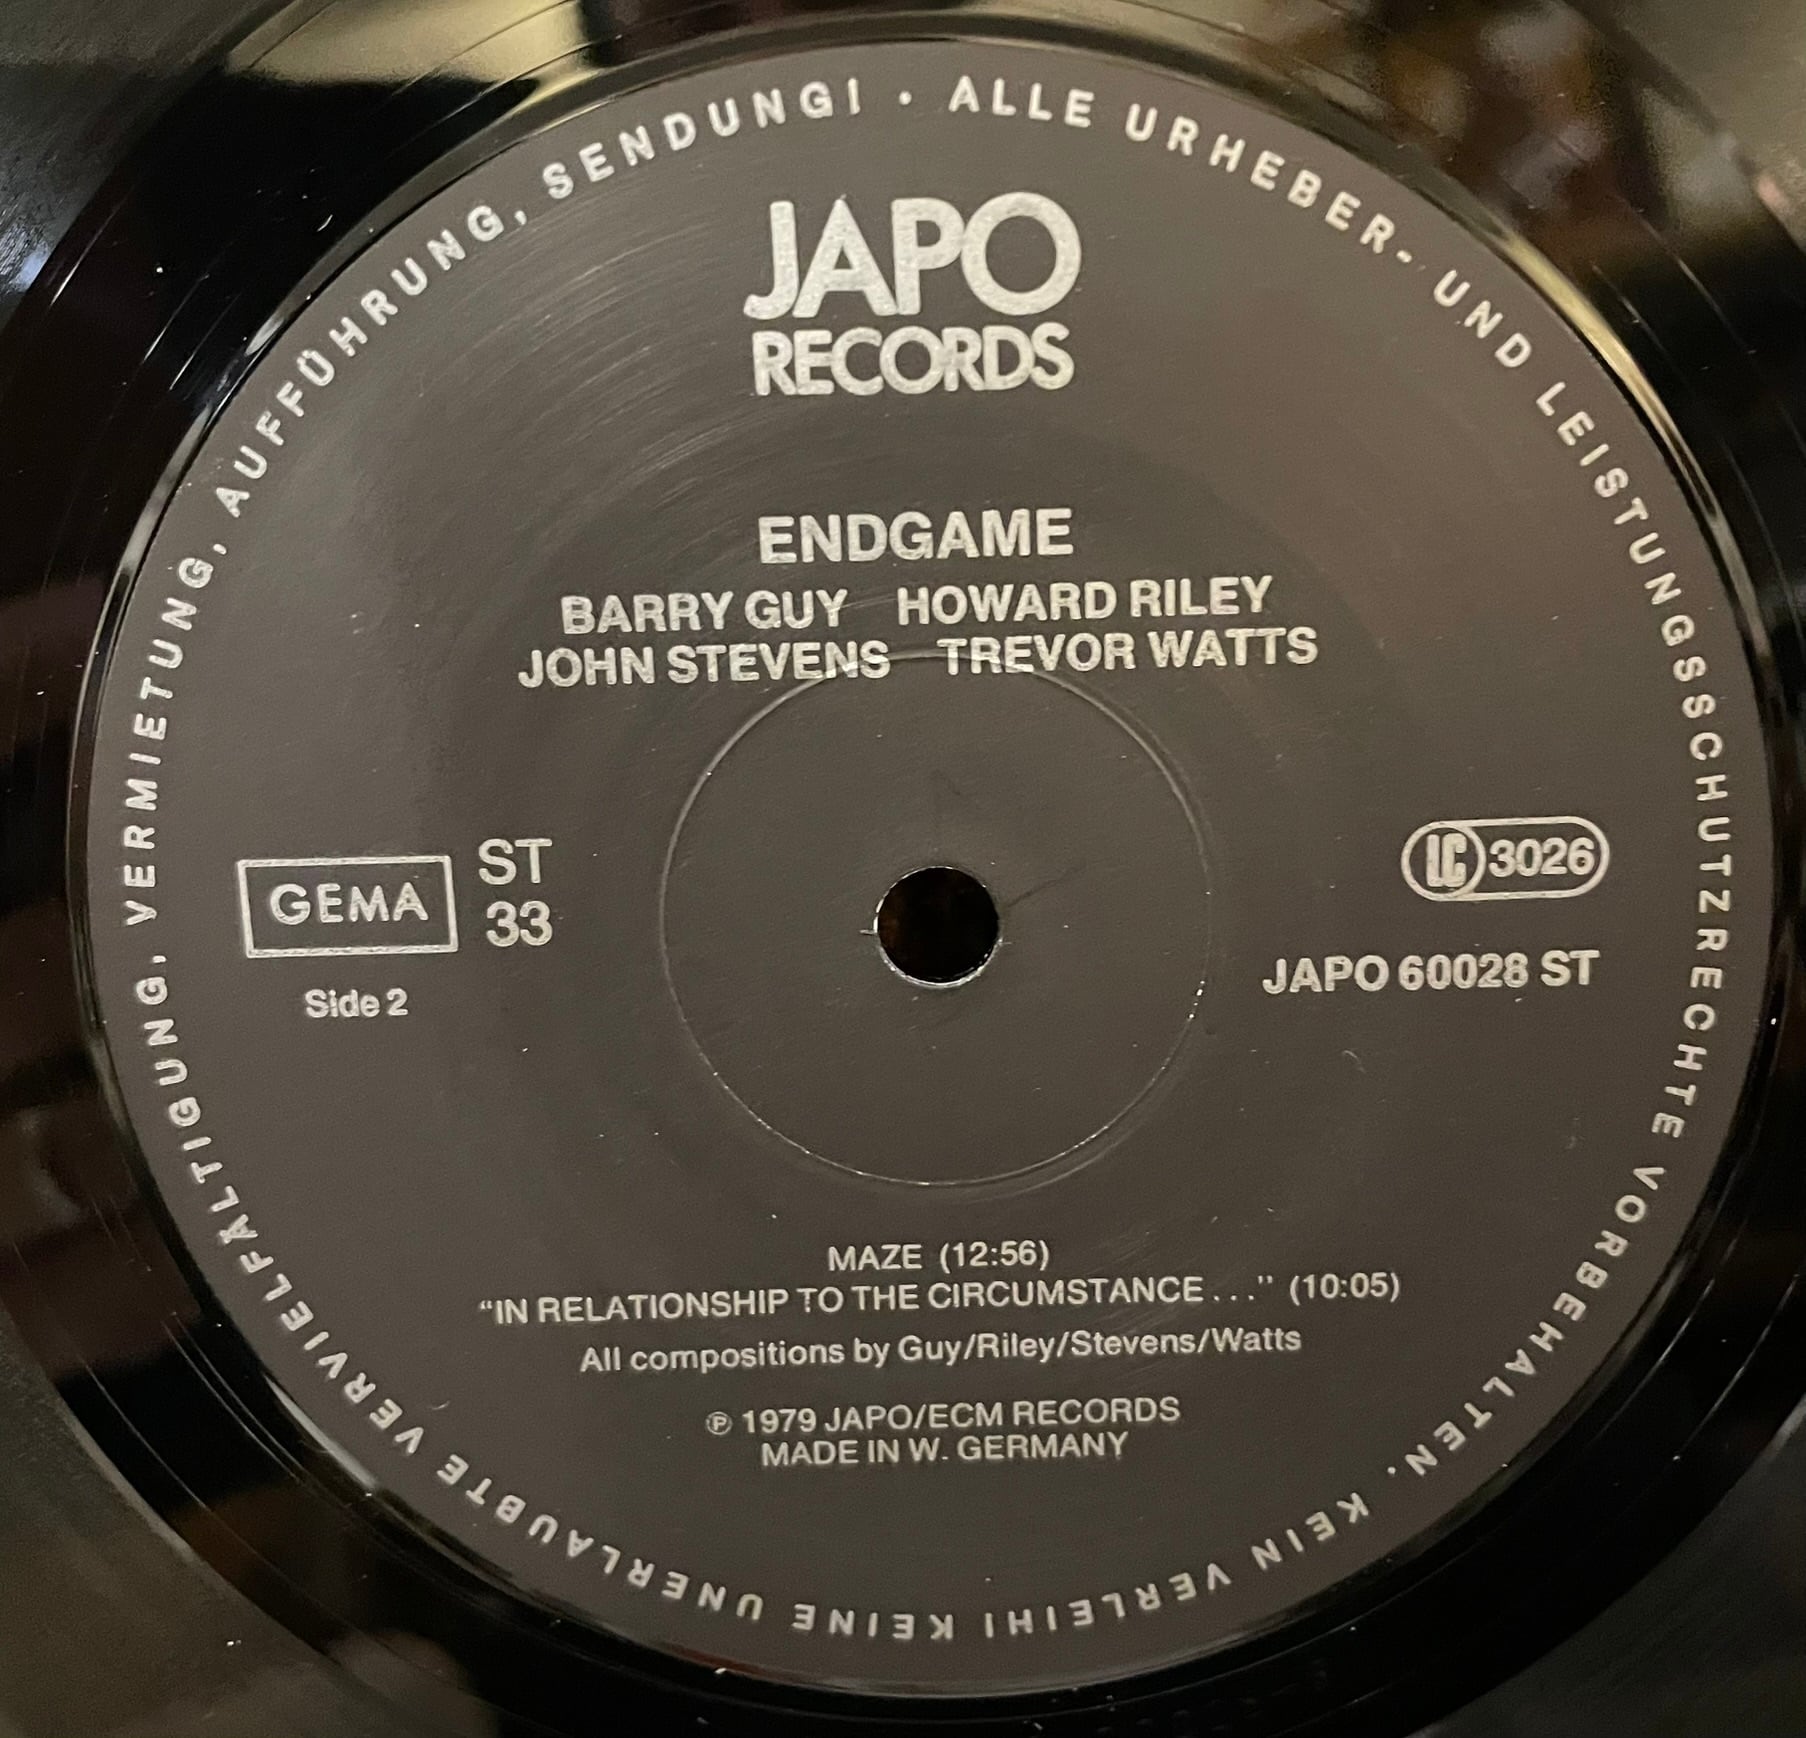 ALLE URHEBER- UND LEISTUNGSSCHUTZRECHTE VORBEHALTEN. KEIN VERLEIH! KEINE UNERLAUBTE VERVIELFÄLTIGUNG, VERMIETUNG, AUFFÜHRUNG, SENDUNG! •
JAPO
RECORDS
ENDGAME
BARRY GUY HOWARD RILEY
JOHN STEVENS TREVOR WATTS
GEMA
ST
33
Side 2
LC 3026
JAPO 60028 ST
MAZE (12:56)
“IN RELATIONSHIP TO THE CIRCUMSTANCE...” (10:05)
All compositions by Guy/Riley/Stevens/Watts
℗ 1979 JAPO/ECM RECORDS
MADE IN W. GERMANY